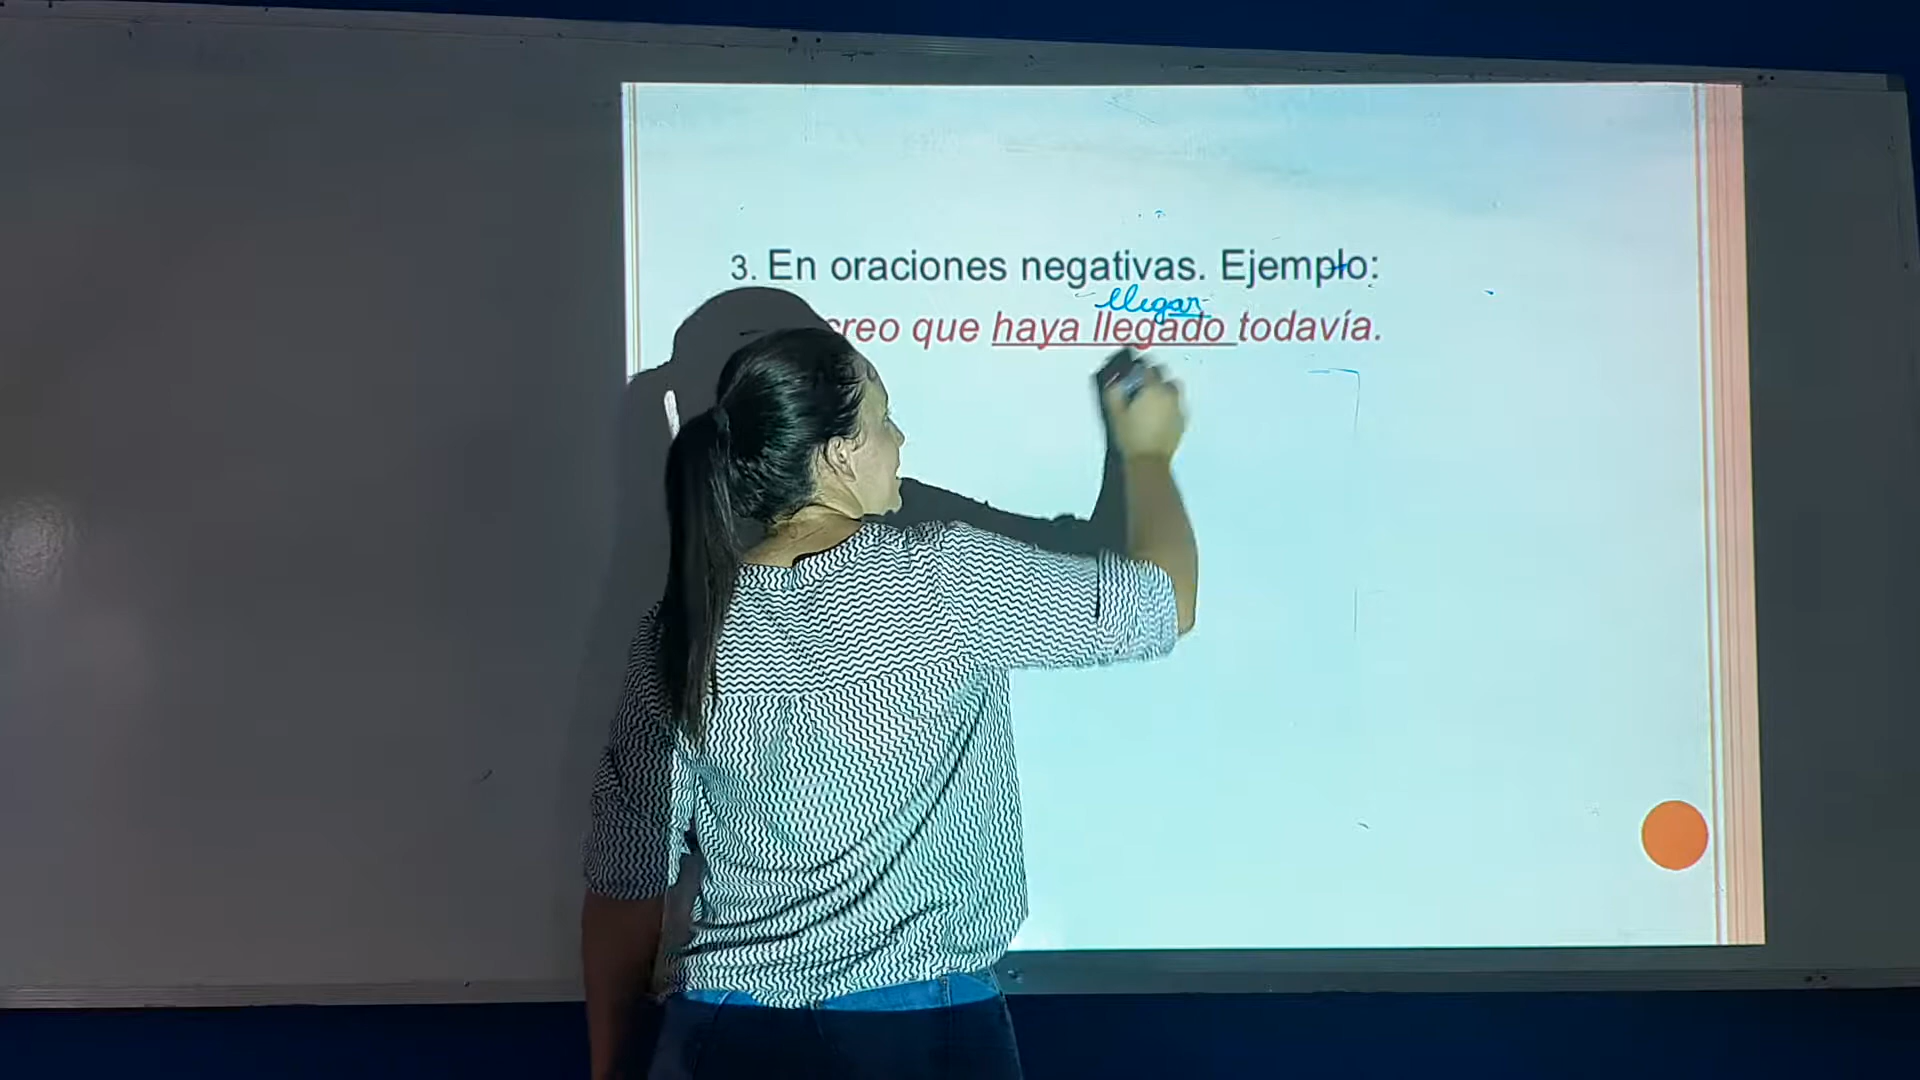 3. En oraciones negativas. Ejemplo:
llegar
creo que haya llegado todavía.